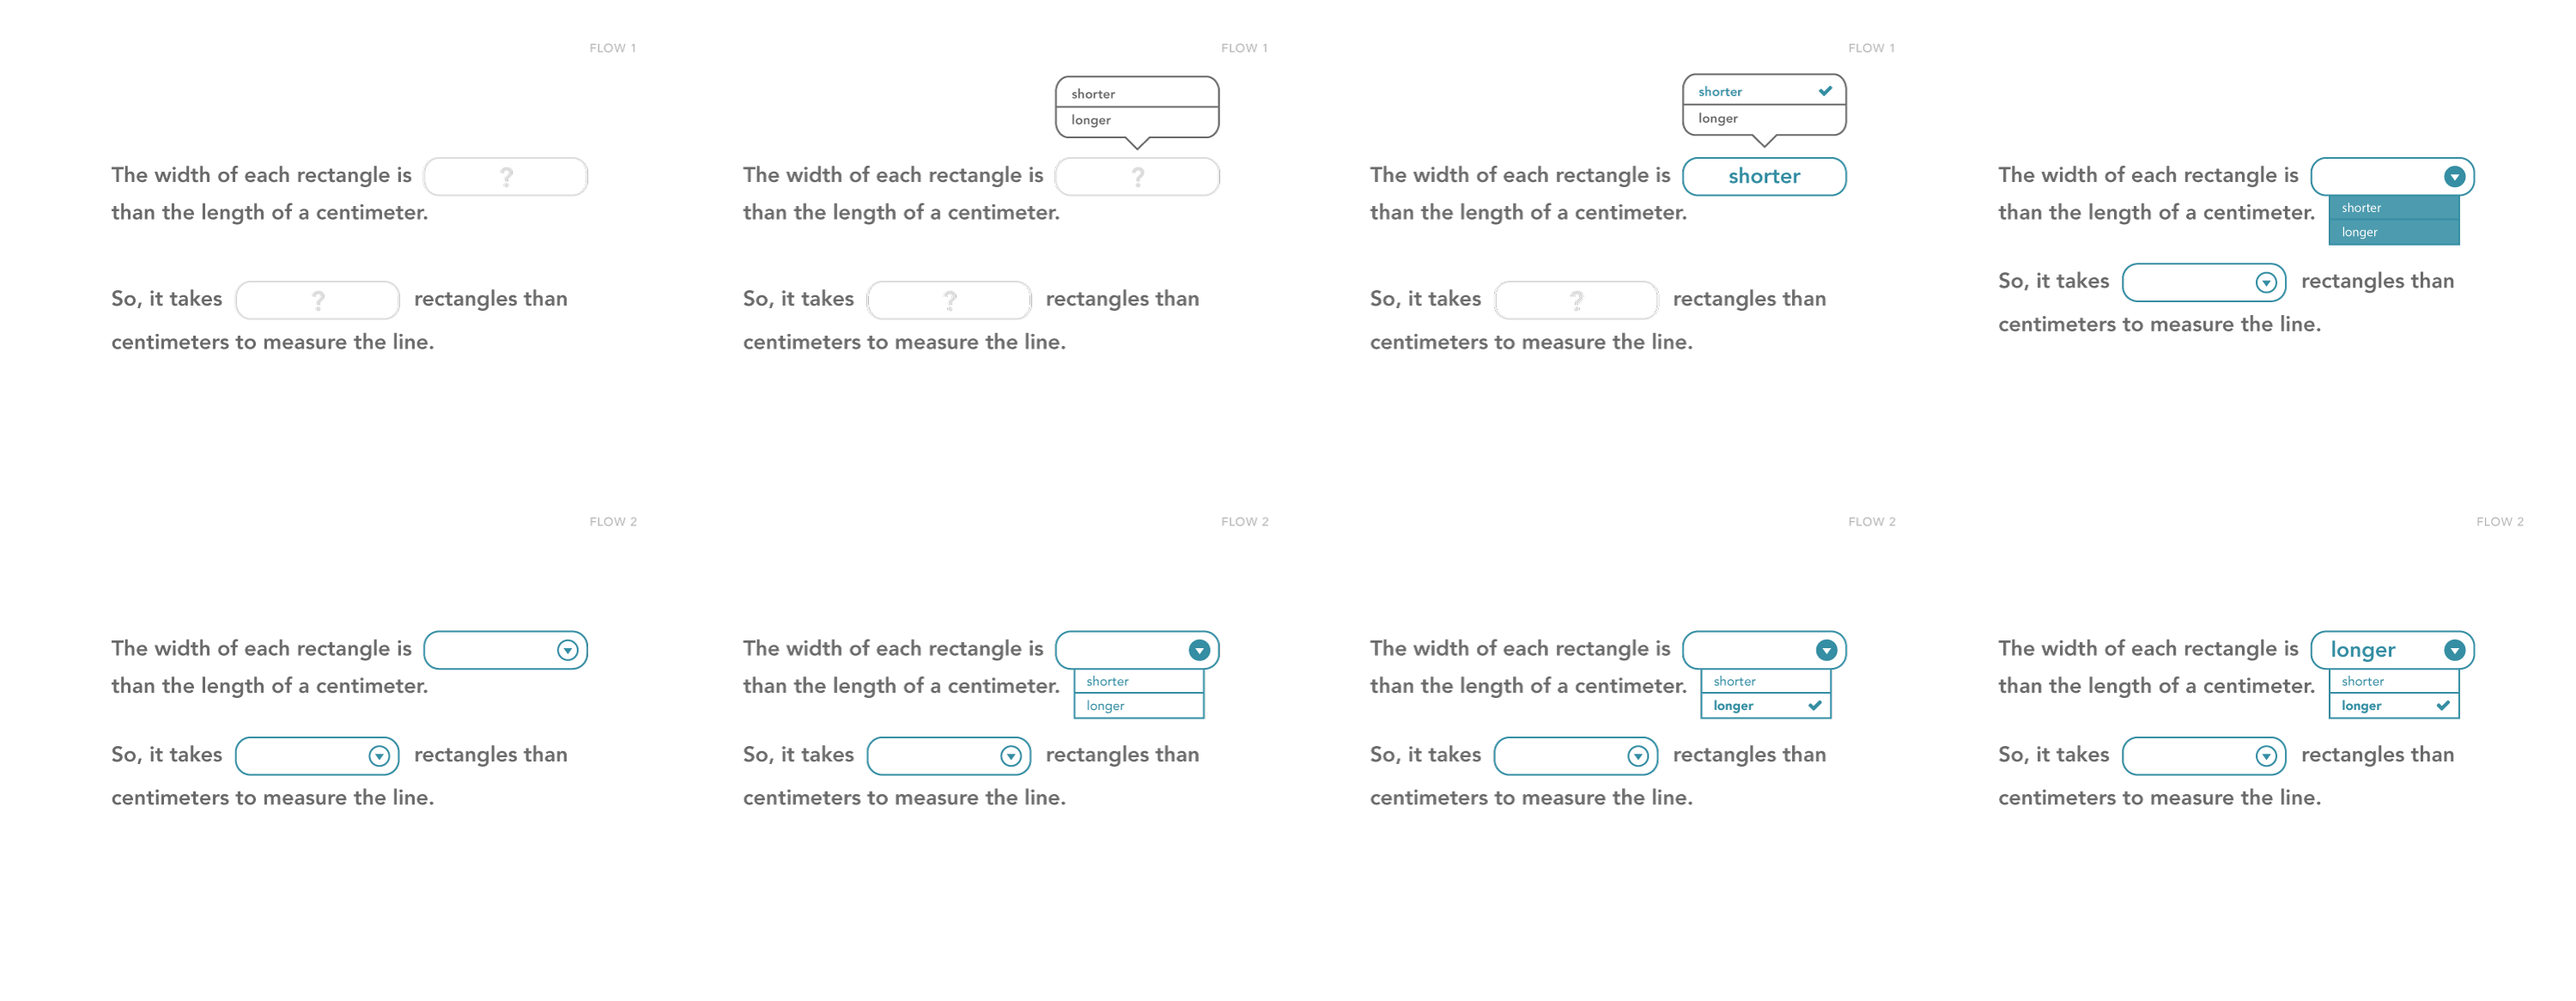 FLOW 1
The width of each rectangle is ?
than the length of a centimeter.
So, it takes ? rectangles than
centimeters to measure the line.
FLOW 1
shorter
longer
The width of each rectangle is ?
than the length of a centimeter.
So, it takes ? rectangles than
centimeters to measure the line.
FLOW 1
shorter
longer
The width of each rectangle is shorter
than the length of a centimeter.
So, it takes ? rectangles than
centimeters to measure the line.
The width of each rectangle is
than the length of a centimeter.
shorter
longer
So, it takes rectangles than
centimeters to measure the line.
FLOW 2
The width of each rectangle is
than the length of a centimeter.
So, it takes rectangles than
centimeters to measure the line.
FLOW 2
The width of each rectangle is
than the length of a centimeter.
shorter
longer
So, it takes rectangles than
centimeters to measure the line.
FLOW 2
The width of each rectangle is
than the length of a centimeter.
shorter
longer
So, it takes rectangles than
centimeters to measure the line.
FLOW 2
The width of each rectangle is longer
than the length of a centimeter.
shorter
longer
So, it takes rectangles than
centimeters to measure the line.